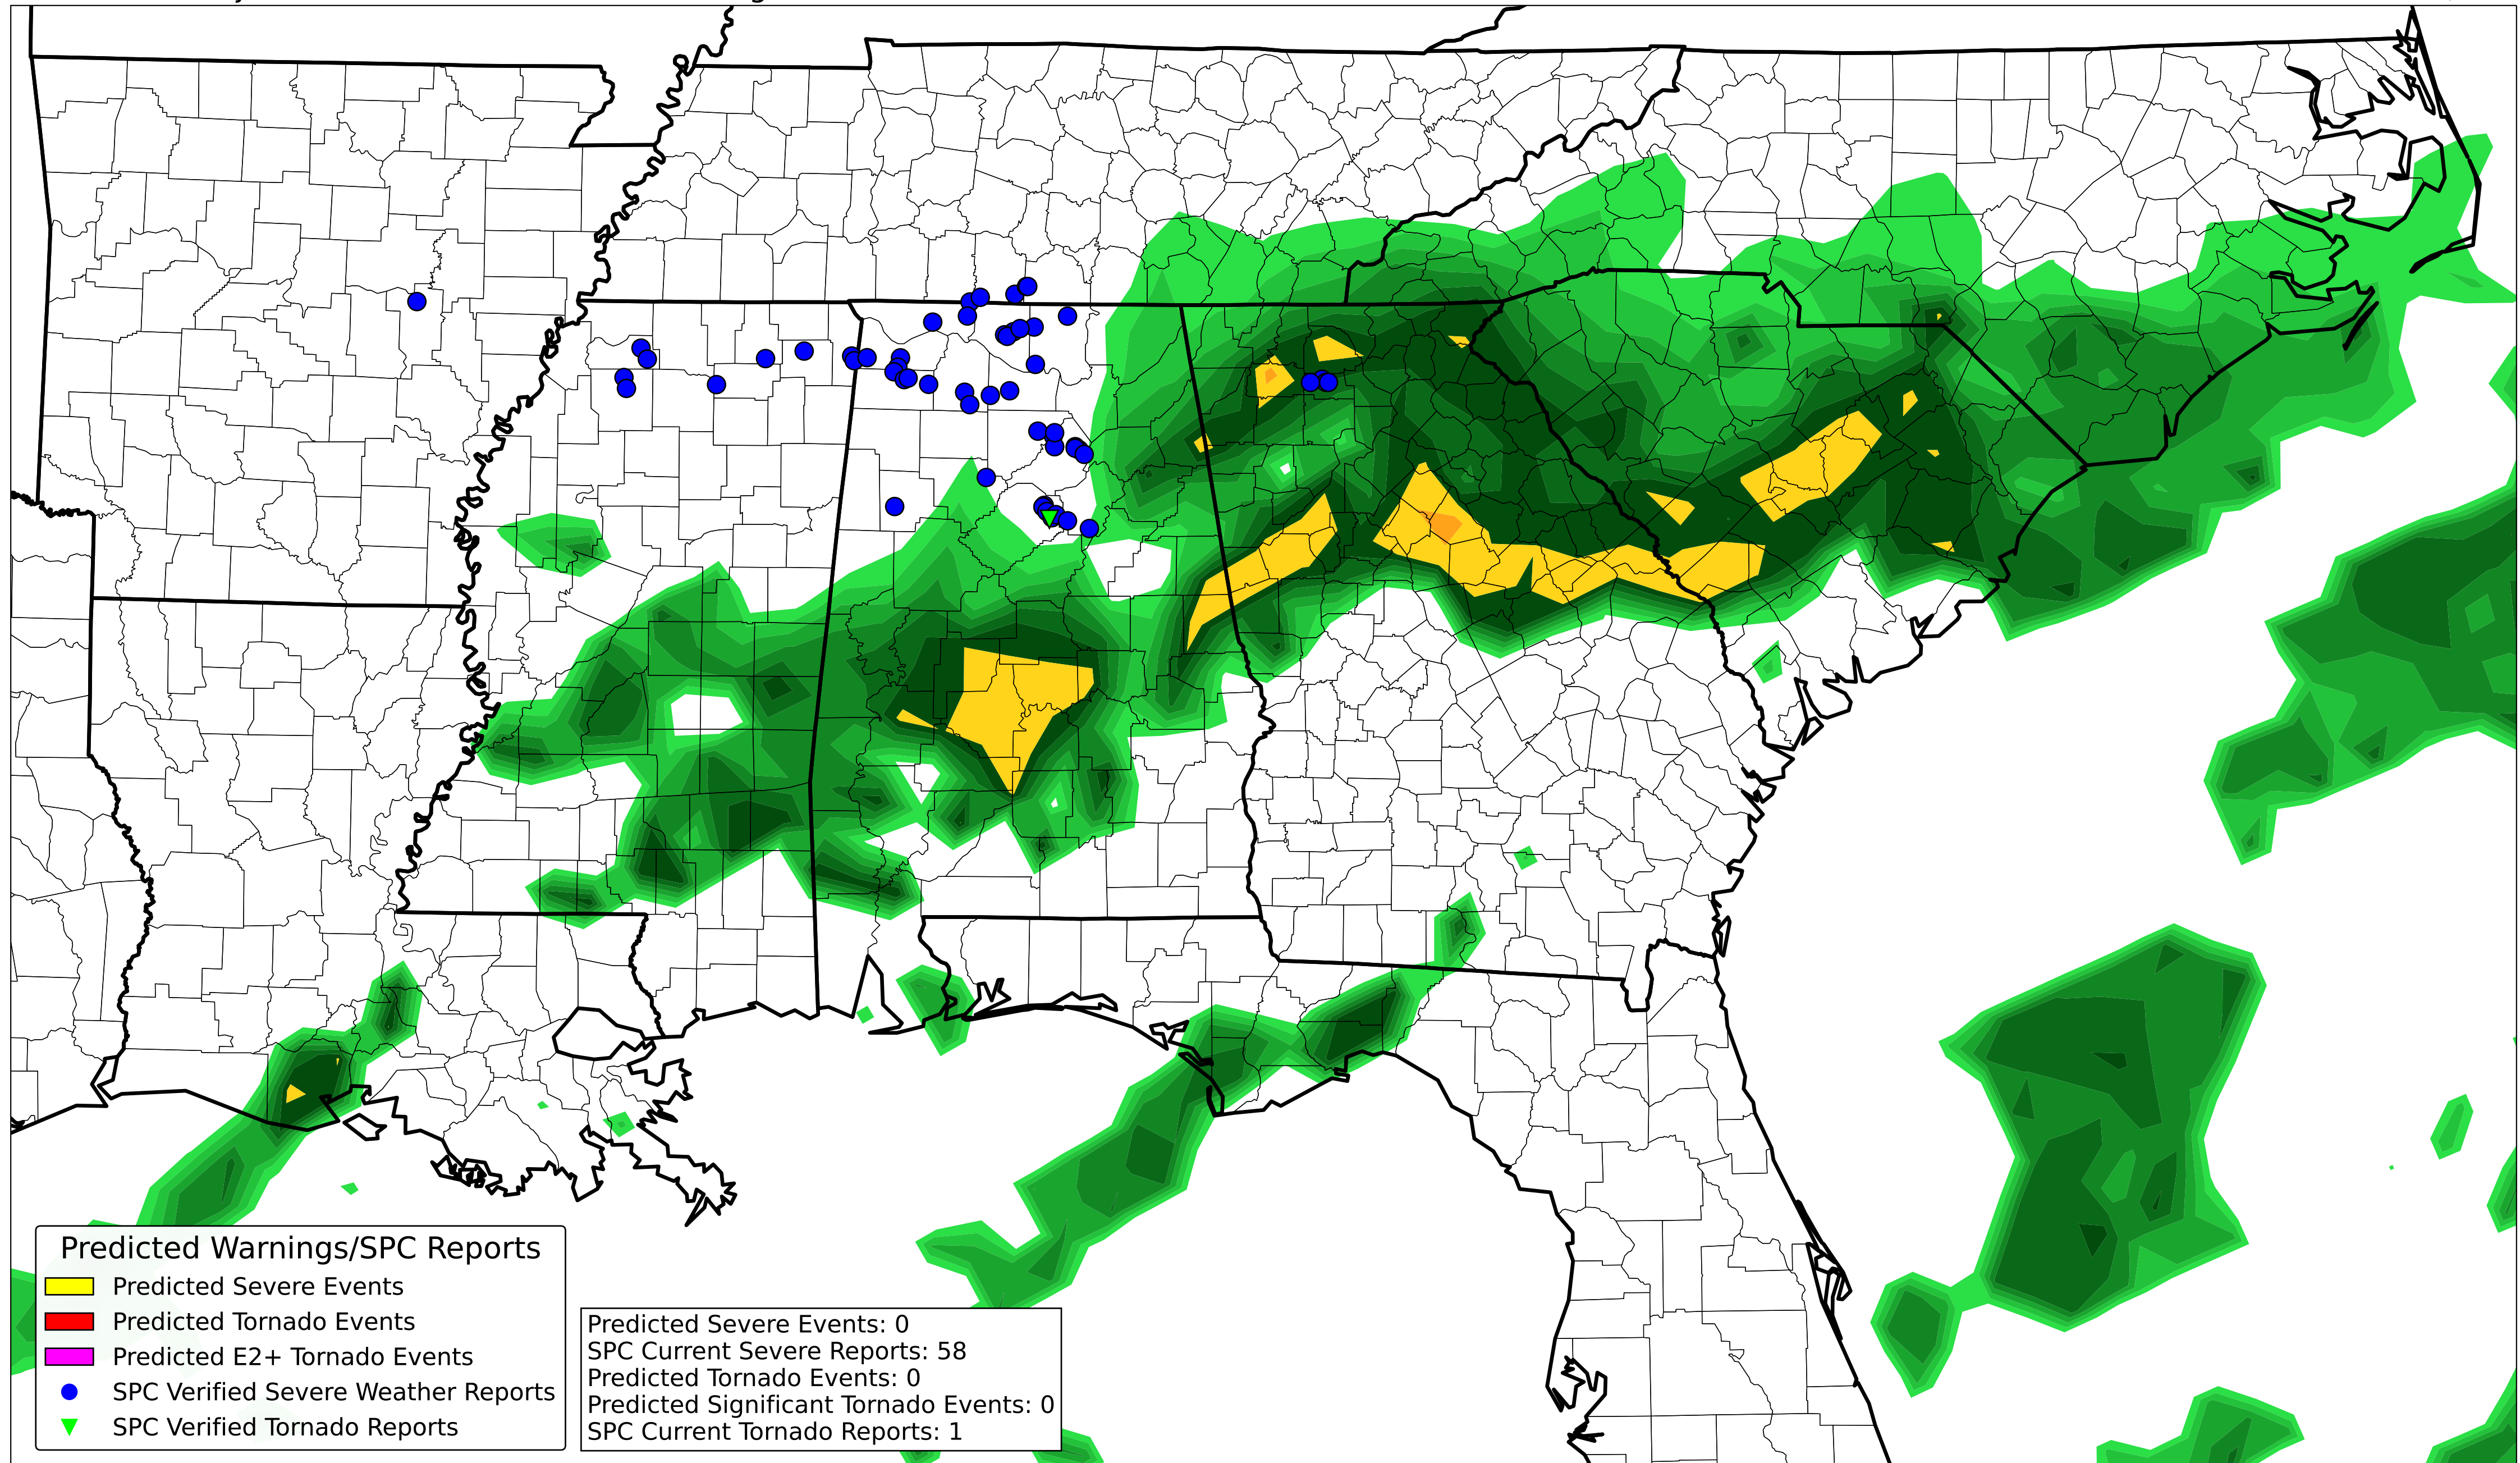 Predicted Warnings/SPC Reports
Predicted Severe Events
Predicted Tornado Events
Predicted E2+ Tornado Events
SPC Verified Severe Weather Reports
SPC Verified Tornado Reports
Predicted Severe Events: 0
SPC Current Severe Reports: 58
Predicted Tornado Events: 0
Predicted Significant Tornado Events: 0
SPC Current Tornado Reports: 1